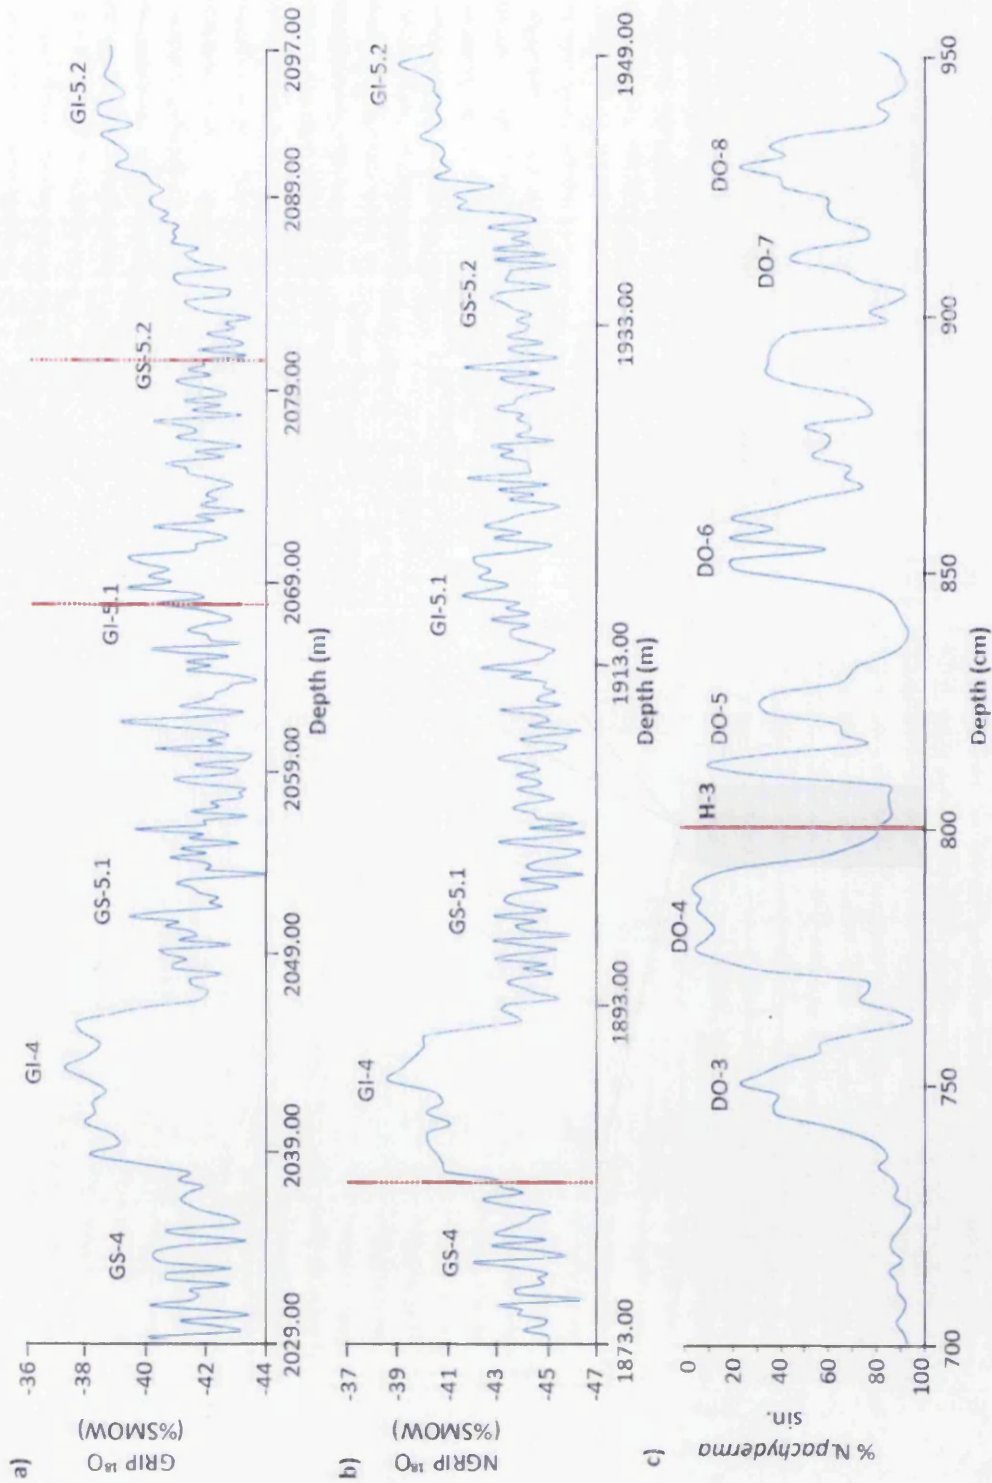 a)
GRIP ¹⁸O
(%SMOW)
-36
-38
-40
-42
-44
GS-4
GI-4
GS-5.1
GI-5.1
GS-5.2
GI-5.2
2029.00
2039.00
2049.00
2059.00
2069.00
2079.00
2089.00
2097.00
Depth (m)
b)
NGRIP ¹⁸O
(%SMOW)
-37
-39
-41
-43
-45
-47
GS-4
GI-4
GS-5.1
GI-5.1
GS-5.2
GI-5.2
1873.00
1893.00
1913.00
1933.00
1949.00
Depth (m)
c)
% N.pachyderma
sin.
0
20
40
60
80
100
DO-3
DO-4
H-3
DO-5
DO-6
DO-7
DO-8
700
750
800
850
900
950
Depth (cm)